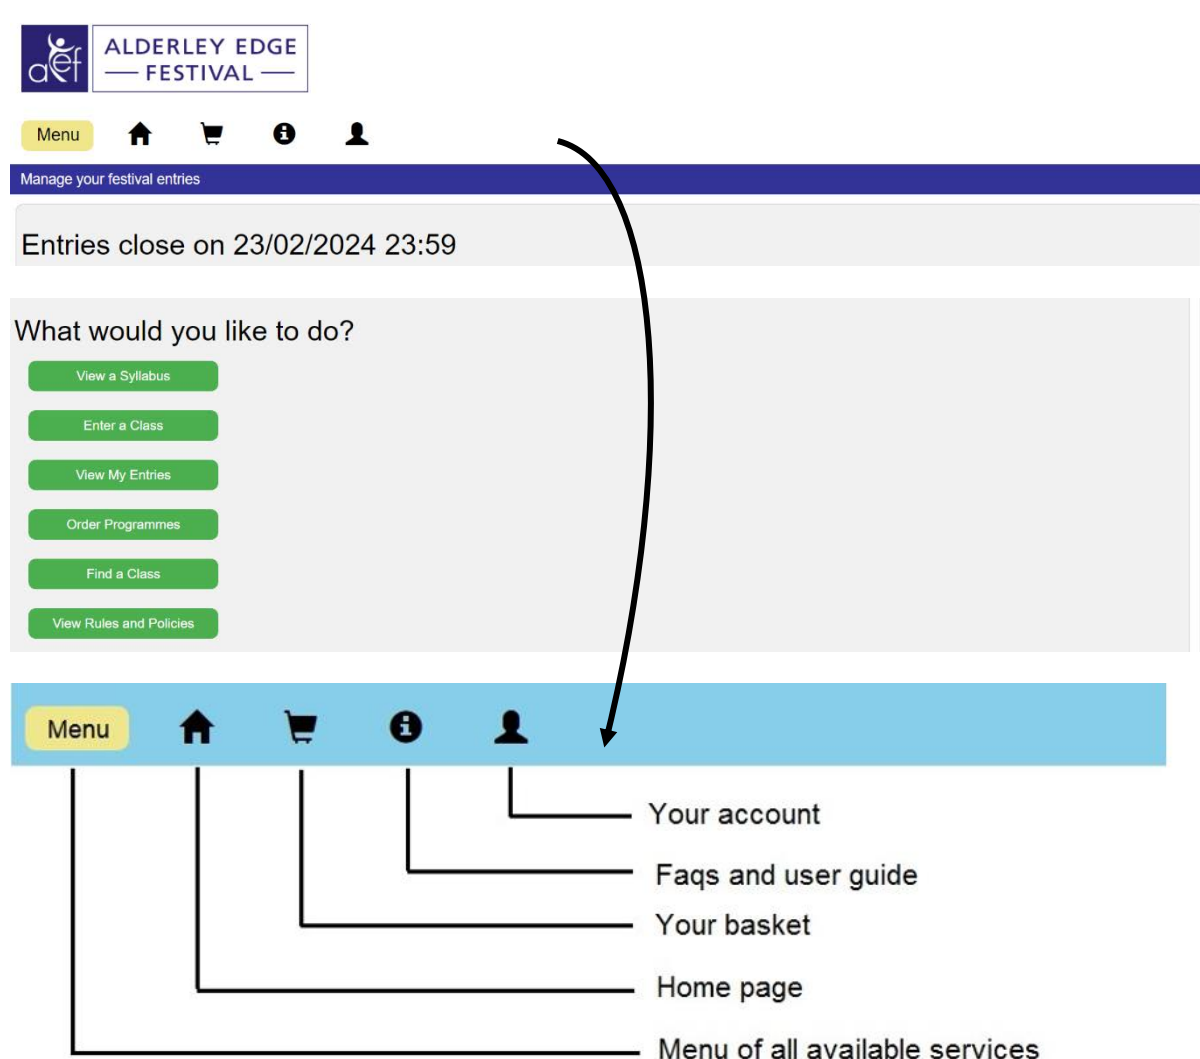 aef
ALDERLEY EDGE
FESTIVAL
Menu
Manage your festival entries
Entries close on 23/02/2024 23:59
What would you like to do?
View a Syllabus
Enter a Class
View My Entries
Order Programmes
Find a Class
View Rules and Policies
Menu
Your account
Faqs and user guide
Your basket
Home page
Menu of all available services